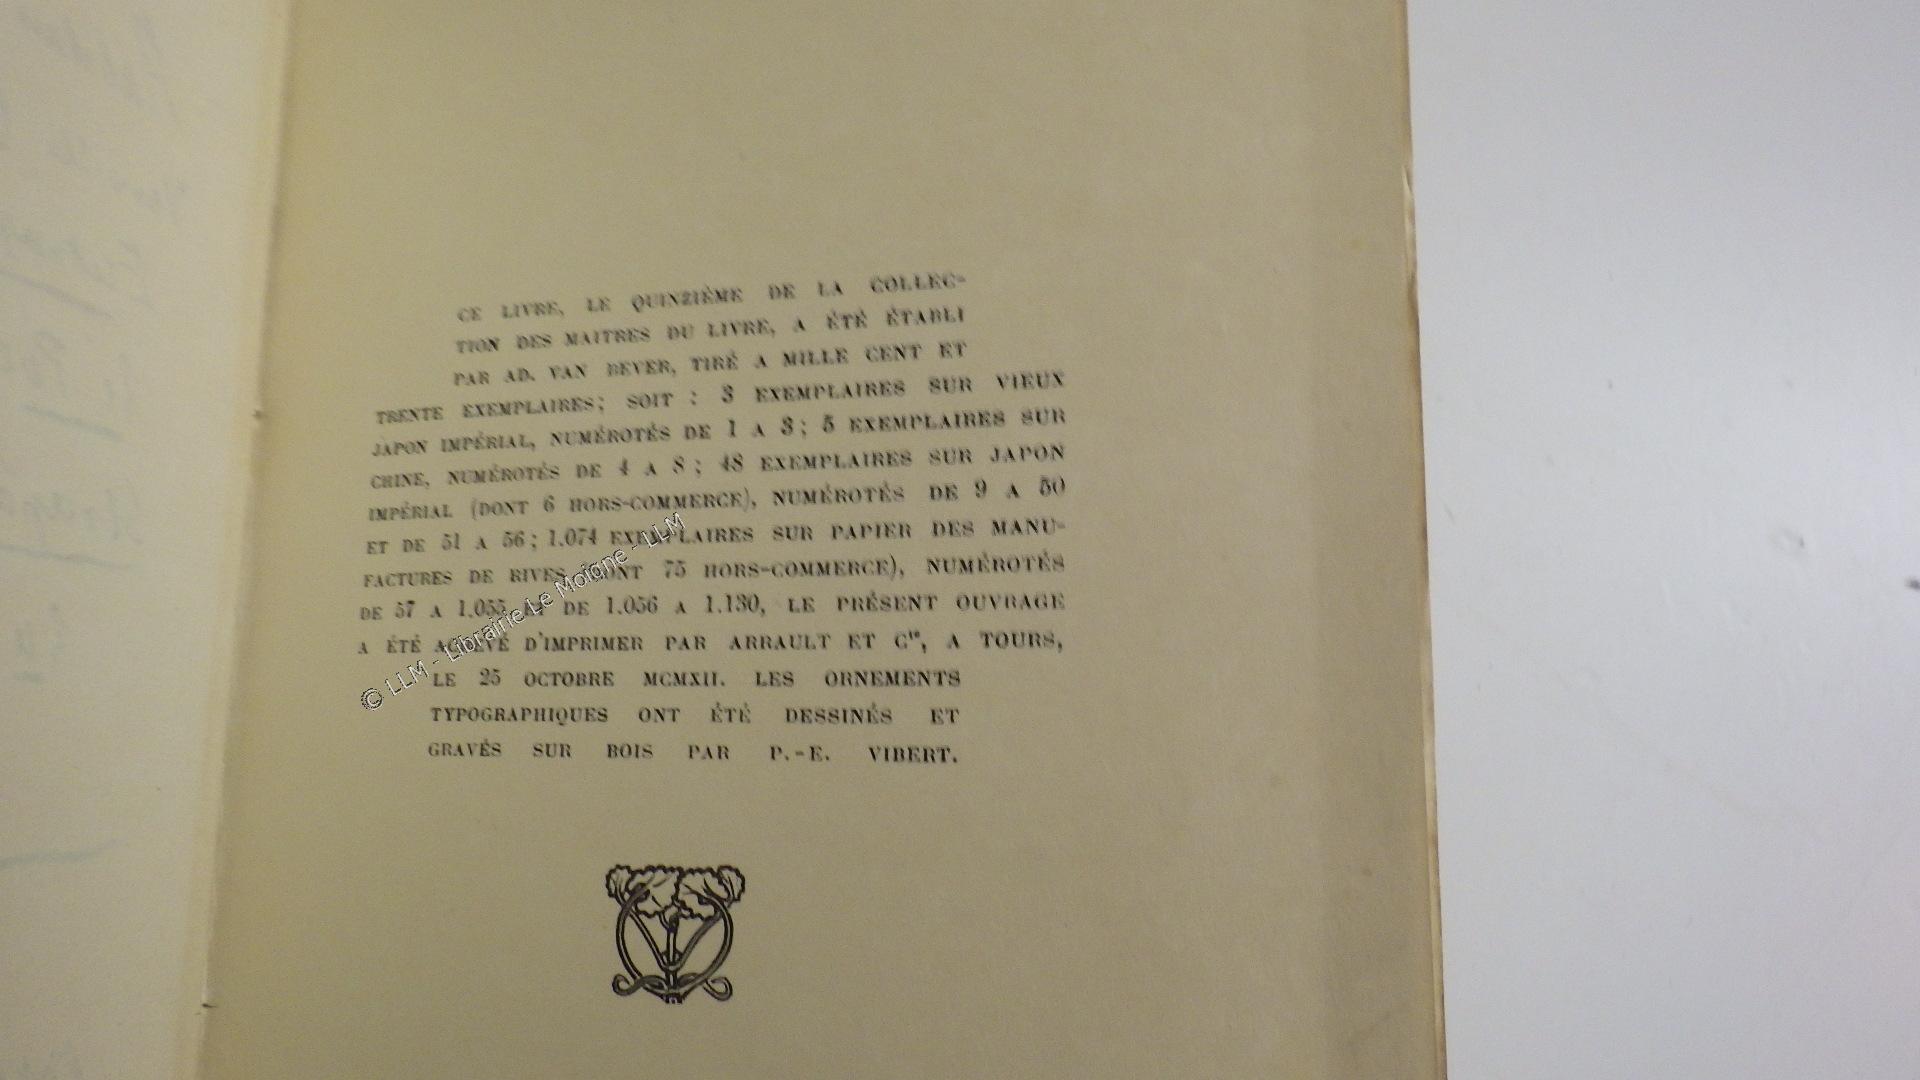 CE LIVRE, LE QUINZIÈME DE LA COLLEC-
TION DES MAITRES DU LIVRE, A ÉTÉ ÉTABLI
PAR AD. VAN BEVER, TIRÉ A MILLE CENT ET
TRENTE EXEMPLAIRES; SOIT : 3 EXEMPLAIRES SUR VIEUX
JAPON IMPÉRIAL, NUMÉROTÉS DE 1 A 3; 5 EXEMPLAIRES SUR
CHINE, NUMÉROTÉS DE 4 A 8; 48 EXEMPLAIRES SUR JAPON
IMPÉRIAL (DONT 6 HORS-COMMERCE), NUMÉROTÉS DE 9 A 50
ET DE 51 A 56; 1.074 EXEMPLAIRES SUR PAPIER DES MANU-
FACTURES DE RIVES (DONT 75 HORS-COMMERCE), NUMÉROTÉS
DE 57 A 1.055 ET DE 1.056 A 1.130, LE PRÉSENT OUVRAGE
A ÉTÉ ACHEVÉ D'IMPRIMER PAR ARRAULT ET Cie, A TOURS,
LE 25 OCTOBRE MCMXII. LES ORNEMENTS
TYPOGRAPHIQUES ONT ÉTÉ DESSINÉS ET
GRAVÉS SUR BOIS PAR P.-E. VIBERT.
© LLM - Librairie Le Moigne - LLM